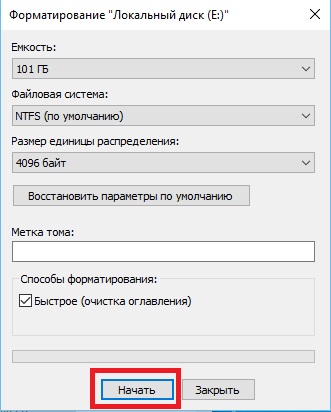 Форматирование "Локальный диск (E:)"
Емкость:
101 ГБ
Файловая система:
NTFS (по умолчанию)
Размер единицы распределения:
4096 байт
Восстановить параметры по умолчанию
Метка тома:
Способы форматирования:
Быстрое (очистка оглавления)
Начать Закрыть